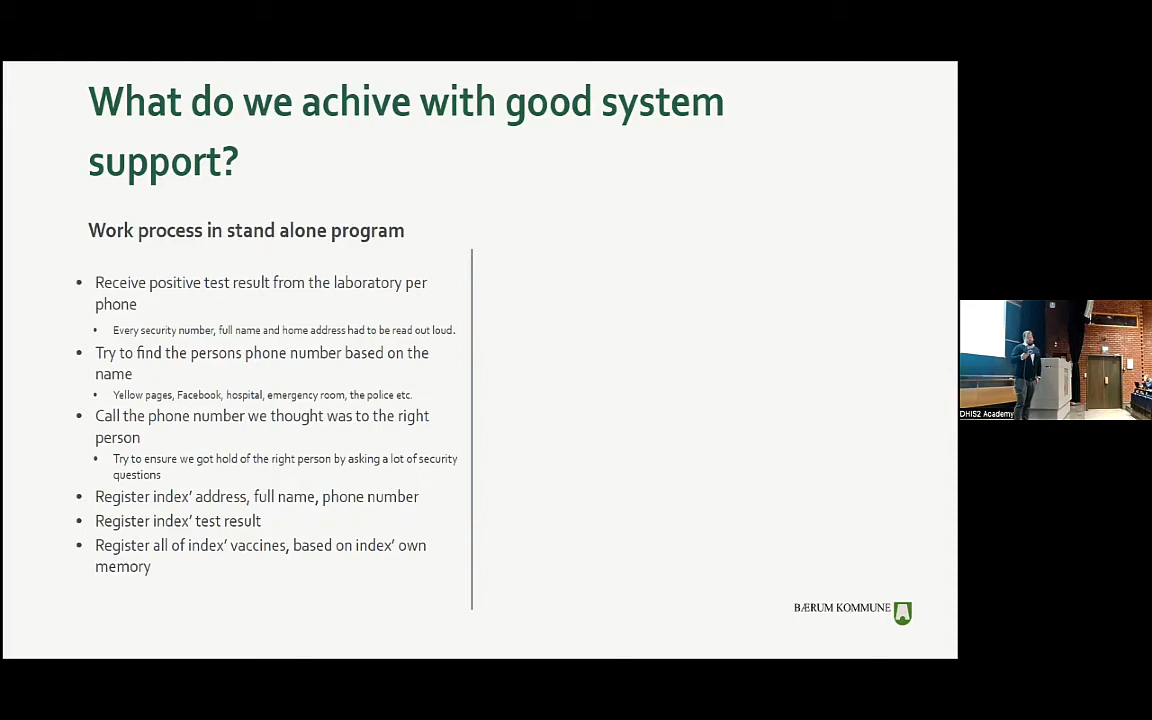 What do we achive with good system
support?
Work process in stand alone program
• Receive positive test result from the laboratory per
phone
• Every security number, full name and home address had to be read out loud.
• Try to find the persons phone number based on the
name
• Yellow pages, Facebook, hospital, emergency room, the police etc.
• Call the phone number we thought was to the right
person
• Try to ensure we got hold of the right person by asking a lot of security
questions
• Register index’ address, full name, phone number
• Register index’ test result
• Register all of index’ vaccines, based on index’ own
memory
BÆRUM KOMMUNE
DHIS2 Academy